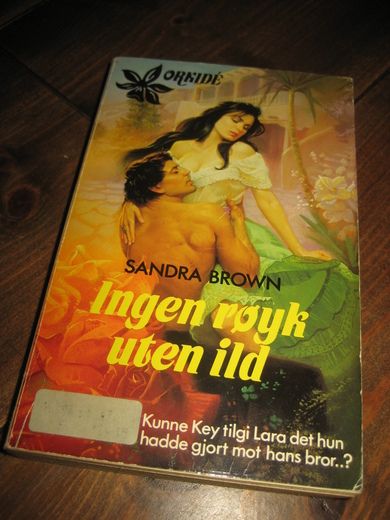 ORKIDÉ
SANDRA BROWN
Ingen røyk
uten ild
Kunne Key tilgi Lara det hun
hadde gjort mot hans bror..?